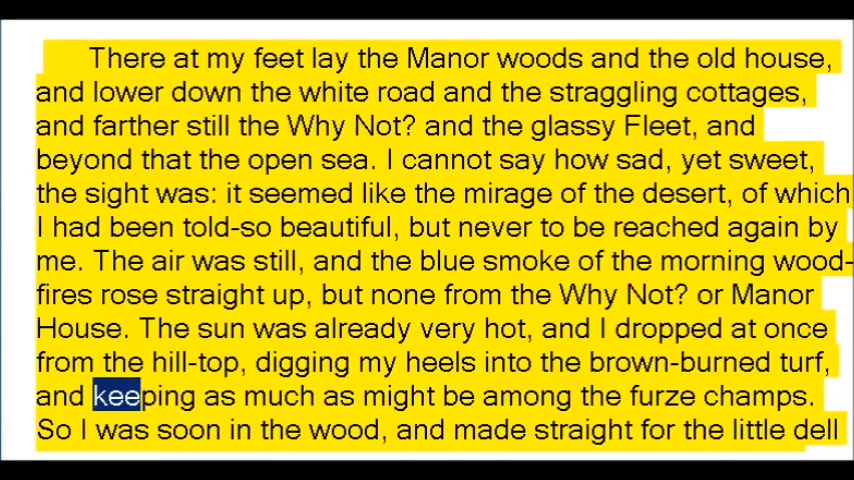 There at my feet lay the Manor woods and the old house,
and lower down the white road and the straggling cottages,
and farther still the Why Not? and the glassy Fleet, and
beyond that the open sea. I cannot say how sad, yet sweet,
the sight was: it seemed like the mirage of the desert, of which
I had been told-so beautiful, but never to be reached again by
me. The air was still, and the blue smoke of the morning wood-
fires rose straight up, but none from the Why Not? or Manor
House. The sun was already very hot, and I dropped at once
from the hill-top, digging my heels into the brown-burned turf,
and keeping as much as might be among the furze champs.
So I was soon in the wood, and made straight for the little dell